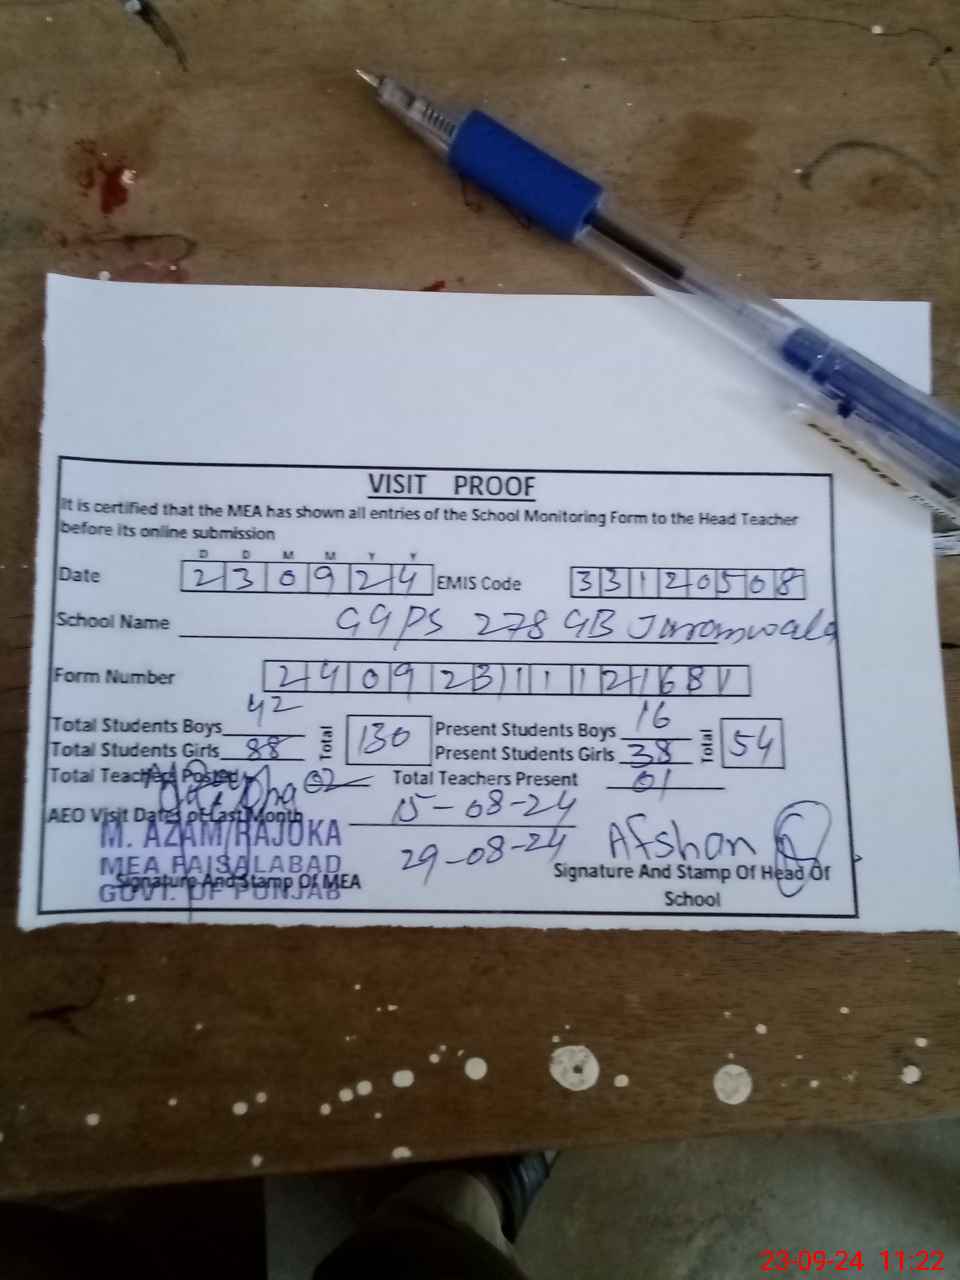 VISIT PROOF
It is certified that the MEA has shown all entries of the School Monitoring Form to the Head Teacher
before its online submission
D D M M Y Y
Date 2 3 0 9 2 4 EMIS Code 3 3 1 2 0 5 0 8
School Name GGPS 278 GB Jaranwala
Form Number 2 4 0 9 2 3 1 1 1 2 1 6 8 1
Total Students Boys 42 Total 130 Present Students Boys 16 Total 54
Total Students Girls 88 Present Students Girls 38
Total Teachers Posted 02 Total Teachers Present 01
AEO Visit Dates of Last Month 15-08-24
29-08-24
M. AZAM RAJOKA
MEA FAISALABAD
GOVT. OF PUNJAB
Signature And Stamp Of MEA
Afshan
Signature And Stamp Of Head Of
School
23-09-24 11:22